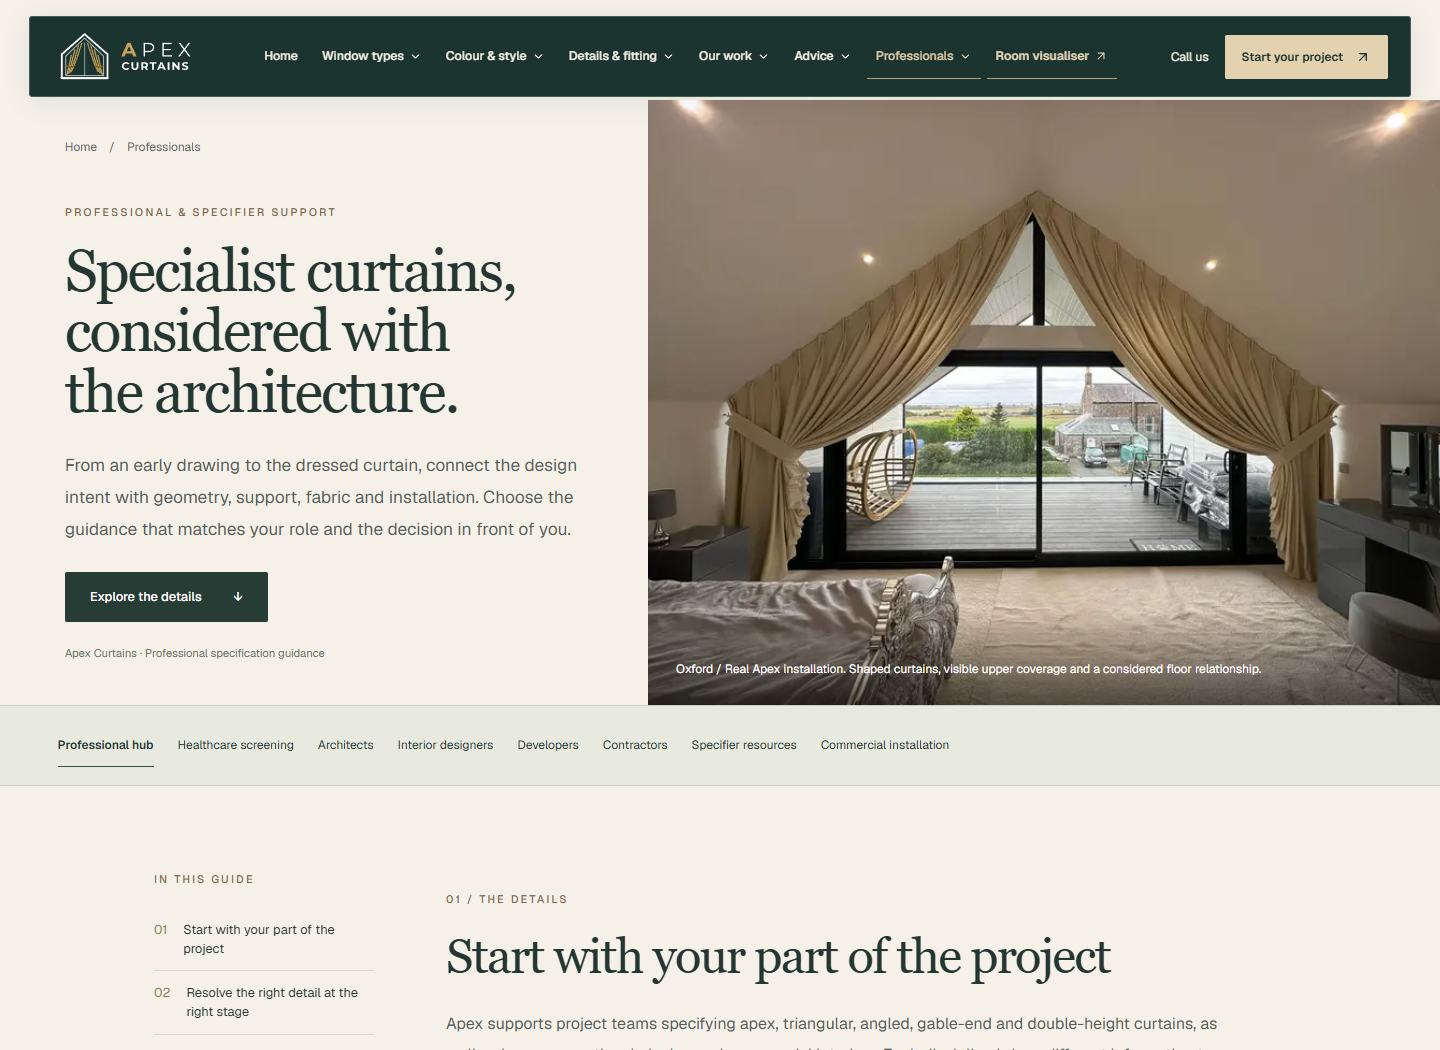 APEX
CURTAINS
Home
Window types
Colour & style
Details & fitting
Our work
Advice
Professionals
Room visualiser
Call us
Start your project
Home / Professionals
PROFESSIONAL & SPECIFIER SUPPORT
Specialist curtains,
considered with
the architecture.
From an early drawing to the dressed curtain, connect the design
intent with geometry, support, fabric and installation. Choose the
guidance that matches your role and the decision in front of you.
Explore the details
Apex Curtains · Professional specification guidance
HOME
Oxford / Real Apex installation. Shaped curtains, visible upper coverage and a considered floor relationship.
Professional hub
Healthcare screening
Architects
Interior designers
Developers
Contractors
Specifier resources
Commercial installation
IN THIS GUIDE
01 Start with your part of the
project
02 Resolve the right detail at the
right stage
01 / THE DETAILS
Start with your part of the project
Apex supports project teams specifying apex, triangular, angled, gable-end and double-height curtains, as